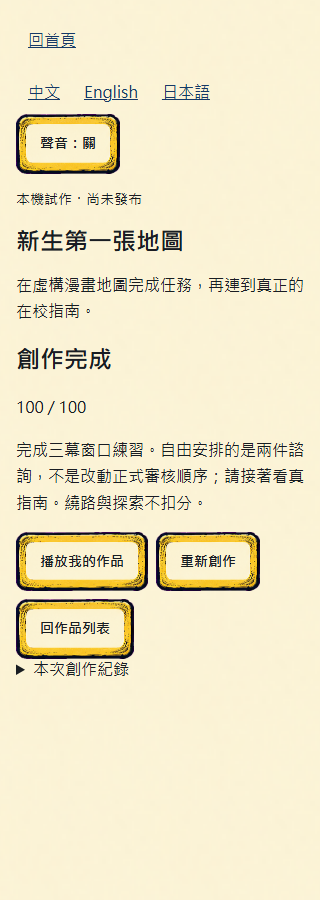 回首頁
中文 English 日本語
聲音：關
本機試作・尚未發布
新生第一張地圖
在虛構漫畫地圖完成任務，再連到真正的
在校指南。
創作完成
100 / 100
完成三幕窗口練習。自由安排的是兩件諮
詢，不是改動正式審核順序；請接著看真
指南。繞路與探索不扣分。
播放我的作品 重新創作
回作品列表
▶ 本次創作紀錄